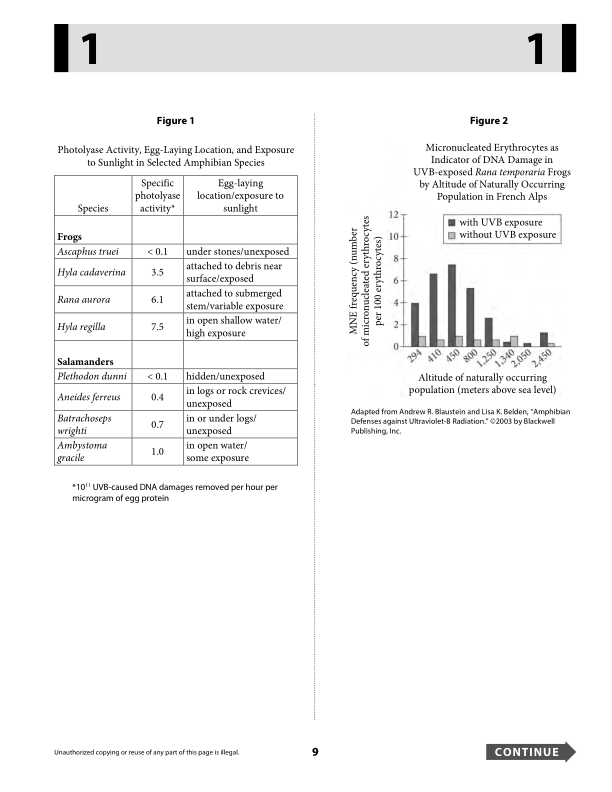 1
1
Figure 1
Photolyase Activity, Egg-Laying Location, and Exposure
to Sunlight in Selected Amphibian Species
Species
Specific
photolyase
activity*
Egg-laying
location/exposure to
sunlight
Frogs
Ascaphus truei < 0.1 under stones/unexposed
Hyla cadaverina 3.5 attached to debris near
surface/exposed
Rana aurora 6.1 attached to submerged
stem/variable exposure
Hyla regilla 7.5 in open shallow water/
high exposure
Salamanders
Plethodon dunni < 0.1 hidden/unexposed
Aneides ferreus 0.4 in logs or rock crevices/
unexposed
Batrachoseps
wrighti
0.7
in or under logs/
unexposed
Ambystoma
gracile
1.0
in open water/
some exposure
*10¹¹ UVB-caused DNA damages removed per hour per
microgram of egg protein
Figure 2
Micronucleated Erythrocytes as
Indicator of DNA Damage in
UVB-exposed Rana temporaria Frogs
by Altitude of Naturally Occurring
Population in French Alps
MNE frequency (number
of micronucleated erythrocytes
per 100 erythrocytes)
12
10
8
6
4
2
0
with UVB exposure
without UVB exposure
294 410 450 800 1,250 1,340 2,050 2,450
Altitude of naturally occurring
population (meters above sea level)
Adapted from Andrew R. Blaustein and Lisa K. Belden, "Amphibian
Defenses against Ultraviolet-B Radiation." ©2003 by Blackwell
Publishing, Inc.
Unauthorized copying or reuse of any part of this page is illegal.
9
CONTINUE